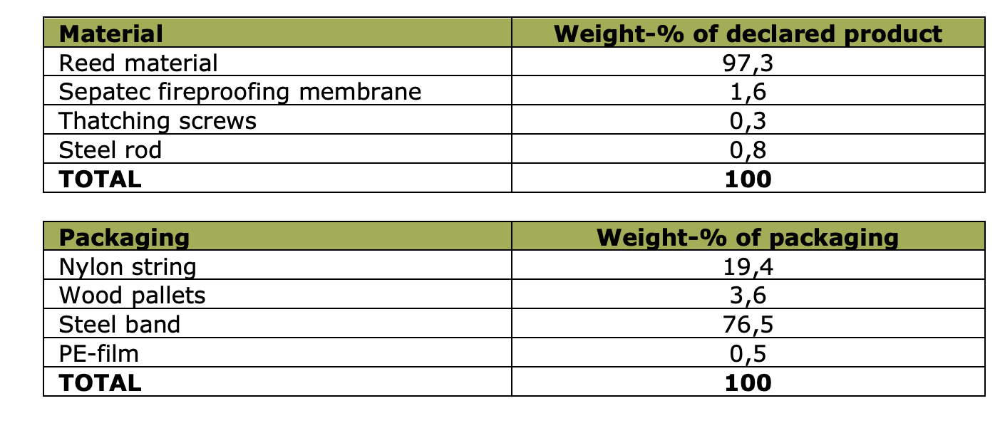 Material Weight-% of declared product
Reed material 97,3
Sepatec fireproofing membrane 1,6
Thatching screws 0,3
Steel rod 0,8
TOTAL 100
Packaging Weight-% of packaging
Nylon string 19,4
Wood pallets 3,6
Steel band 76,5
PE-film 0,5
TOTAL 100